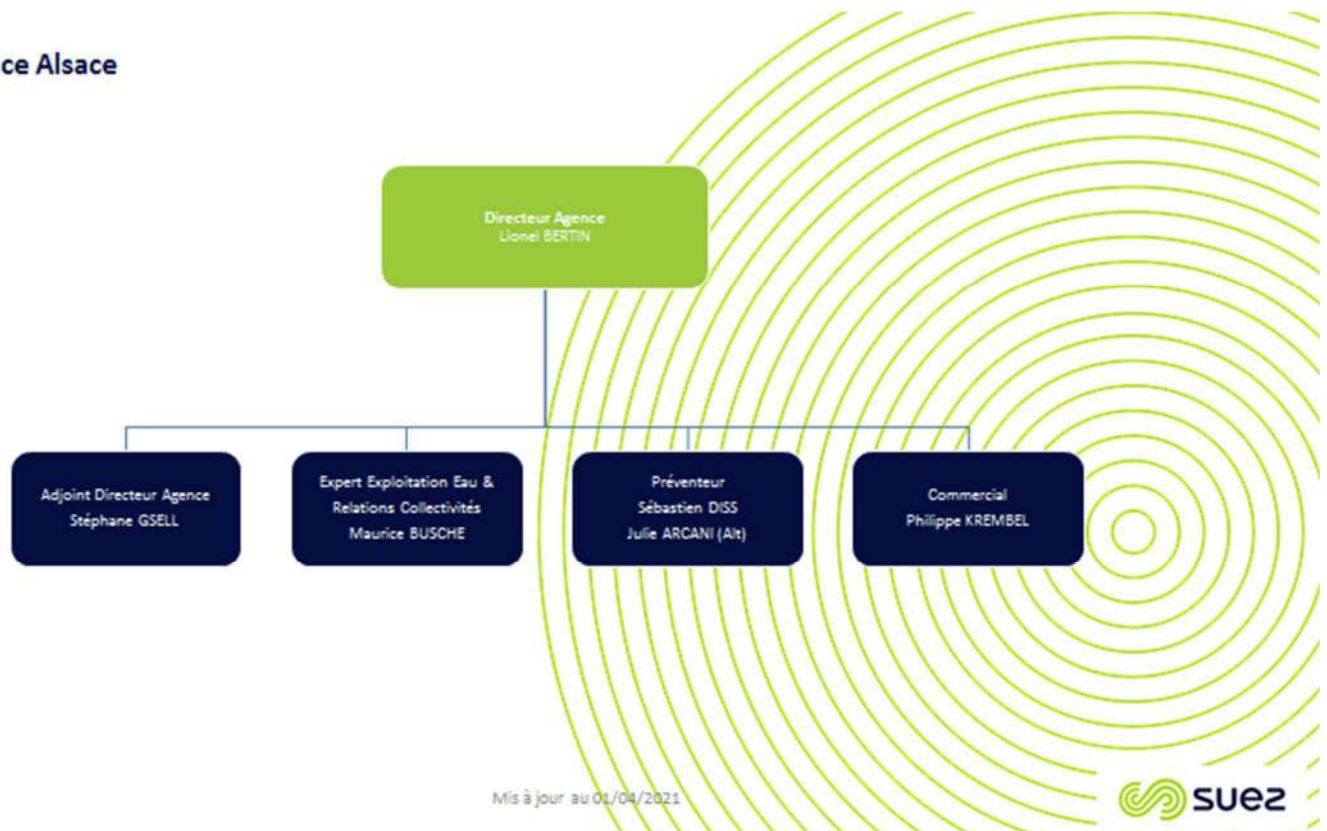 ce Alsace
Directeur Agence
Lionel BERTIN
Adjoint Directeur Agence
Stéphane GSELL
Expert Exploitation Eau &
Relations Collectivités
Maurice BUSCHE
Préventeur
Sébastien DISS
Julie ARCANI (Alt)
Commercial
Philippe KREMBEL
Mis à jour au 01/04/2021
suez